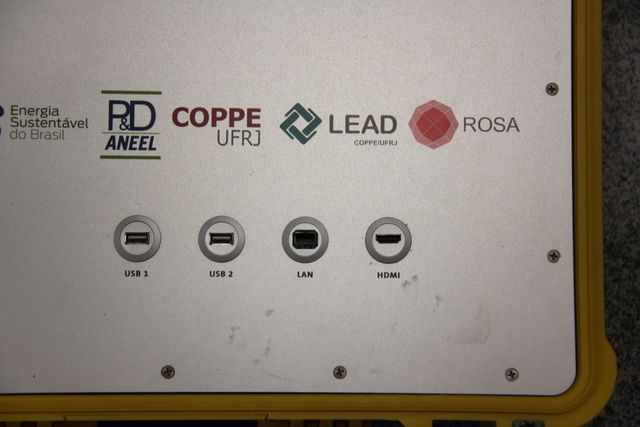 Energia
Sustentável
do Brasil
P&D
ANEEL
COPPE
UFRJ
LEAD
COPPE/UFRJ
ROSA
USB 1
USB 2
LAN
HDMI